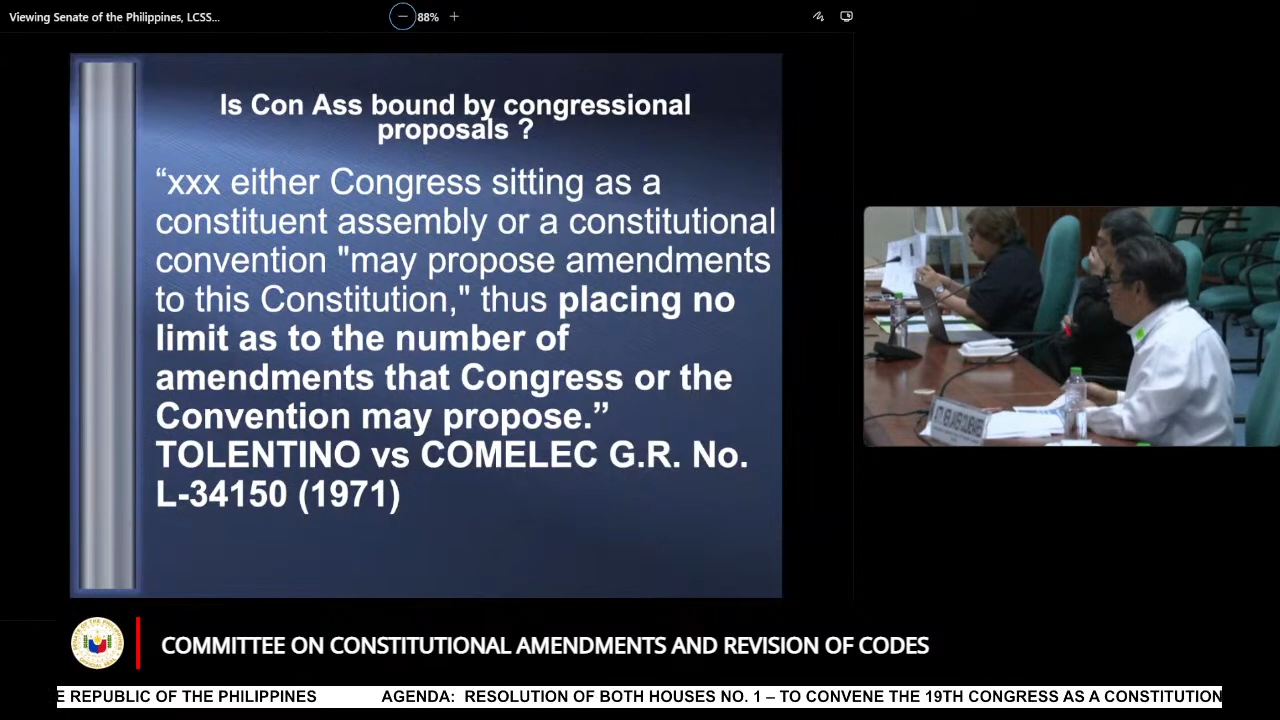 Viewing Senate of the Philippines, LCSS...
88%
Is Con Ass bound by congressional
proposals ?
“xxx either Congress sitting as a
constituent assembly or a constitutional
convention "may propose amendments
to this Constitution," thus placing no
limit as to the number of
amendments that Congress or the
Convention may propose.”
TOLENTINO vs COMELEC G.R. No.
L-34150 (1971)
COMMITTEE ON CONSTITUTIONAL AMENDMENTS AND REVISION OF CODES
E REPUBLIC OF THE PHILIPPINES AGENDA: RESOLUTION OF BOTH HOUSES NO. 1 – TO CONVENE THE 19TH CONGRESS AS A CONSTITUTION